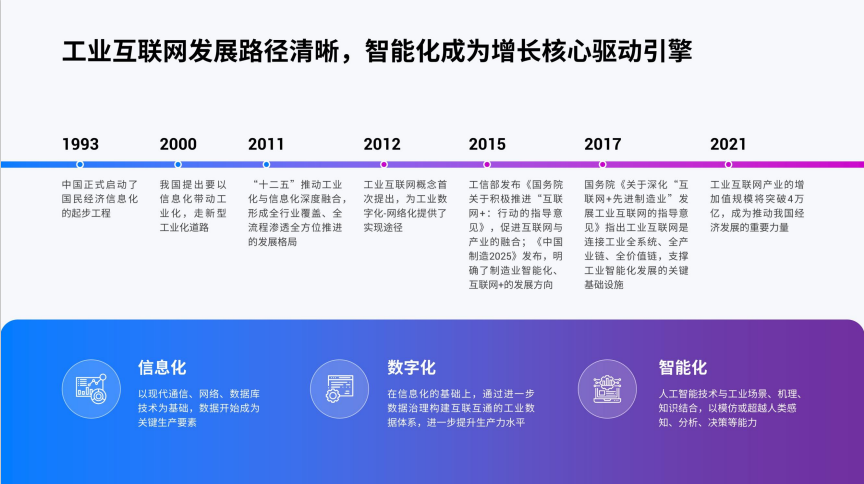 工业互联网发展路径清晰，智能化成为增长核心驱动引擎
1993
中国正式启动了
国民经济信息化
的起步工程
2000
我国提出要以
信息化带动工
业化，走新型
工业化道路
2011
“十二五”推动工业
化与信息化深度融合，
形成全行业覆盖、全
流程渗透全方位推进
的发展格局
2012
工业互联网概念首
次提出，为工业数
字化-网络化提供了
实现途径
2015
工信部发布《国务院
关于积极推进“互联
网+：行动的指导意
见》，促进互联网与
产业的融合；《中国
制造2025》发布，明
确了制造业智能化、
互联网+的发展方向
2017
国务院《关于深化“互
联网+先进制造业”发
展工业互联网的指导意
见》指出工业互联网是
连接工业全系统、全产
业链、全价值链，支撑
工业智能化发展的关键
基础设施
2021
工业互联网产业的增
加值规模将突破4万
亿，成为推动我国经
济发展的重要力量
信息化
以现代通信、网络、数据库
技术为基础，数据开始成为
关键生产要素
数字化
在信息化的基础上，通过进一步
数据治理构建互联互通的工业数
据体系，进一步提升生产力水平
智能化
人工智能技术与工业场景、机理、
知识结合，以模仿或超越人类感
知、分析、决策等能力